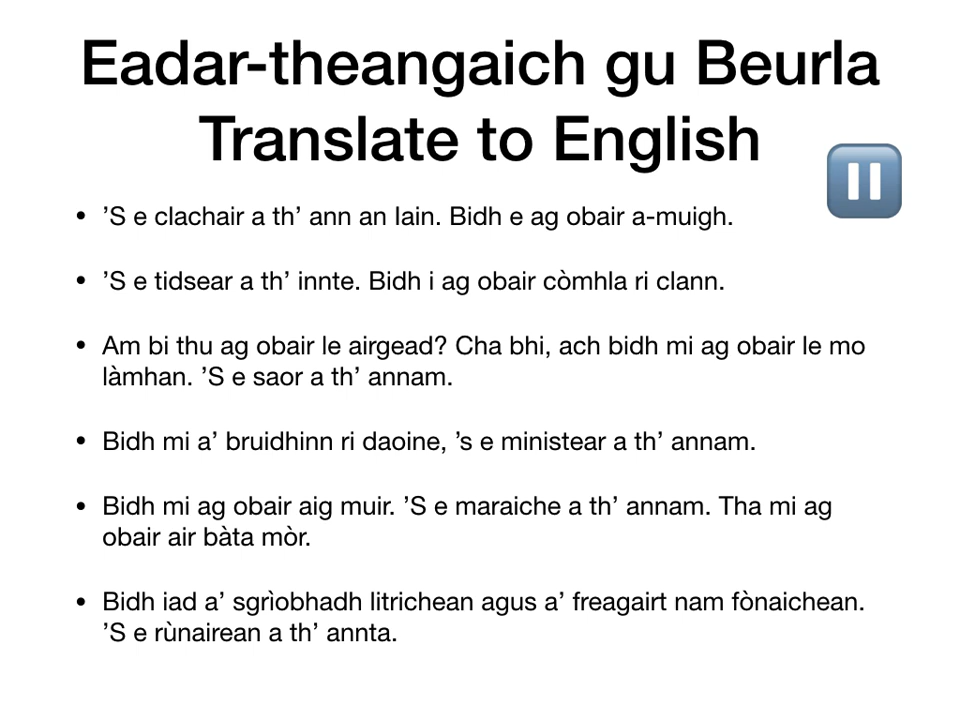 Eadar-theangaich gu Beurla
Translate to English
• ’S e clachair a th’ ann an Iain. Bidh e ag obair a-muigh.
• ’S e tidsear a th’ innte. Bidh i ag obair còmhla ri clann.
• Am bi thu ag obair le airgead? Cha bhi, ach bidh mi ag obair le mo
làmhan. ’S e saor a th’ annam.
• Bidh mi a’ bruidhinn ri daoine, ’s e ministear a th’ annam.
• Bidh mi ag obair aig muir. ’S e maraiche a th’ annam. Tha mi ag
obair air bàta mòr.
• Bidh iad a’ sgrìobhadh litrichean agus a’ freagairt nam fònaichean.
’S e rùnairean a th’ annta.